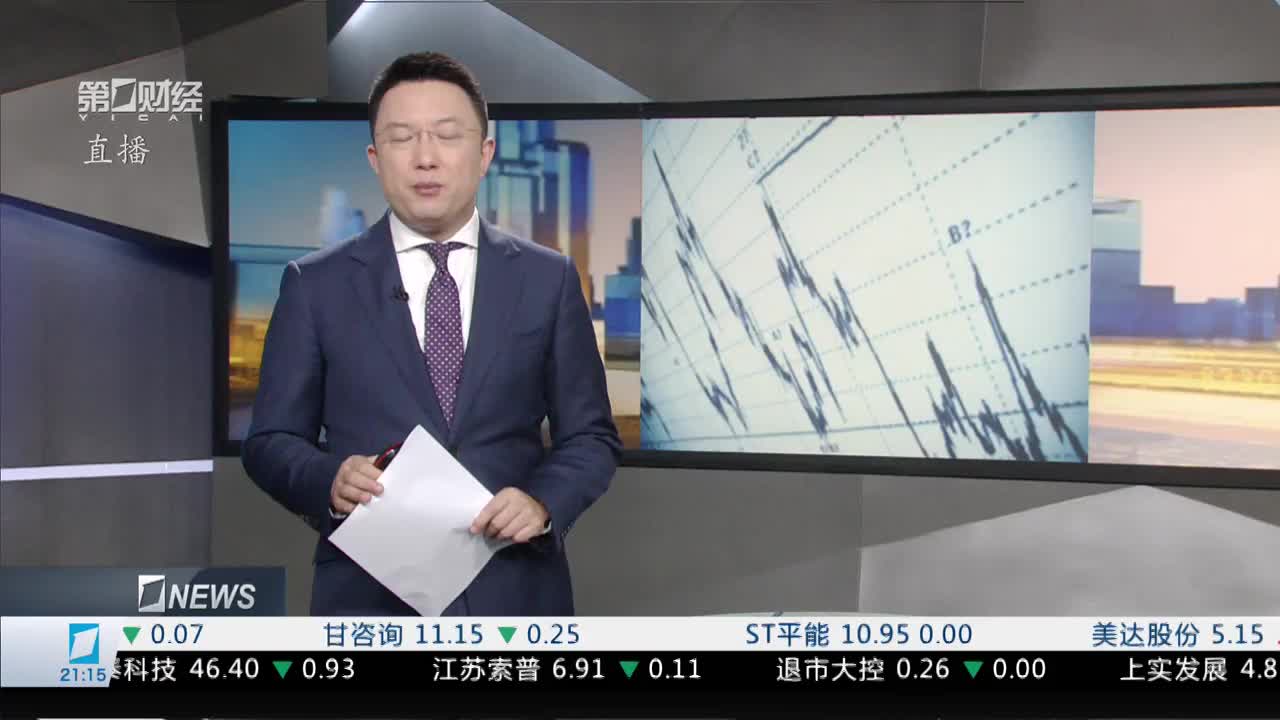 第一财经
YICAI
直播
2?
C?
B?
NEWS
▼ 0.07 甘咨询 11.15 ▼ 0.25 ST平能 10.95 0.00 美达股份 5.15
21:15
科技 46.40 ▼ 0.93 江苏索普 6.91 ▼ 0.11 退市大控 0.26 ▼ 0.00 上实发展 4.8